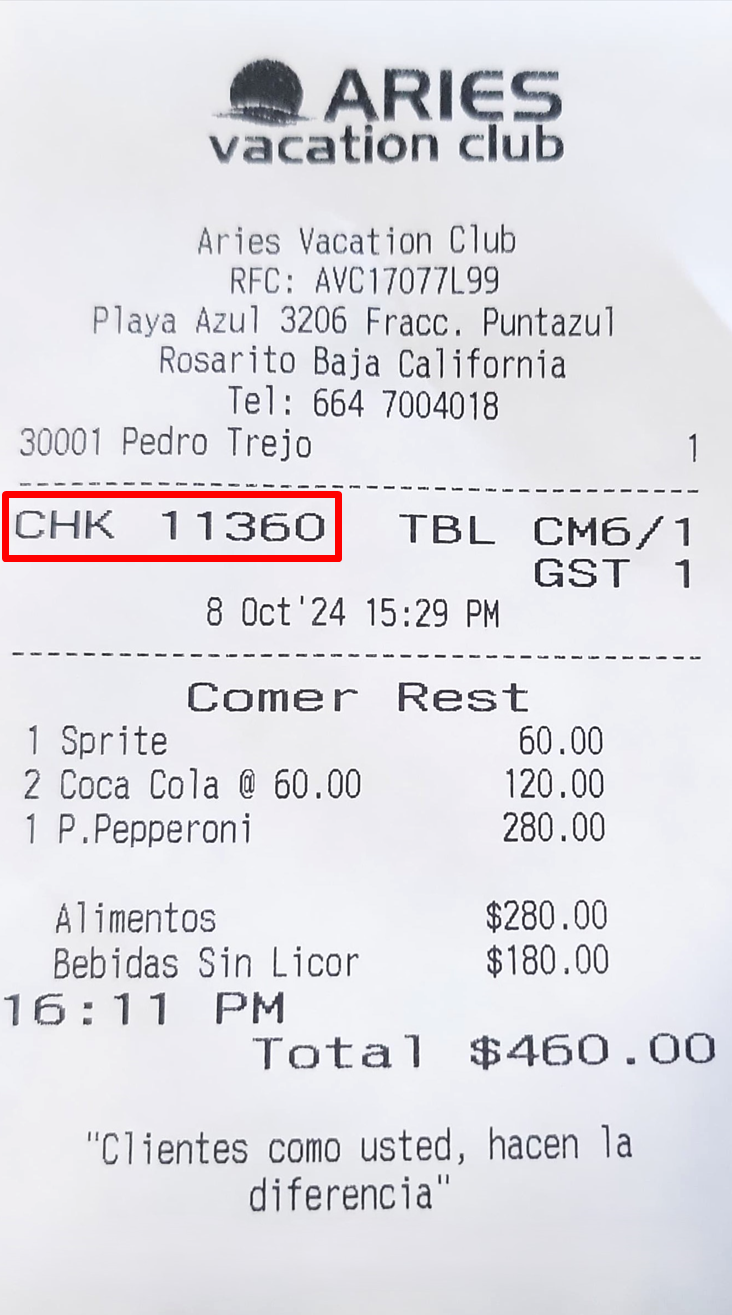 ARIES
vacation club
Aries Vacation Club
RFC: AVC17077L99
Playa Azul 3206 Fracc. Puntazul
Rosarito Baja California
Tel: 664 7004018
30001 Pedro Trejo 1
CHK 11360 TBL CM6/1
GST 1
8 Oct'24 15:29 PM
Comer Rest
1 Sprite 60.00
2 Coca Cola @ 60.00 120.00
1 P.Pepperoni 280.00
Alimentos $280.00
Bebidas Sin Licor $180.00
16:11 PM
Total $460.00
"Clientes como usted, hacen la
diferencia"